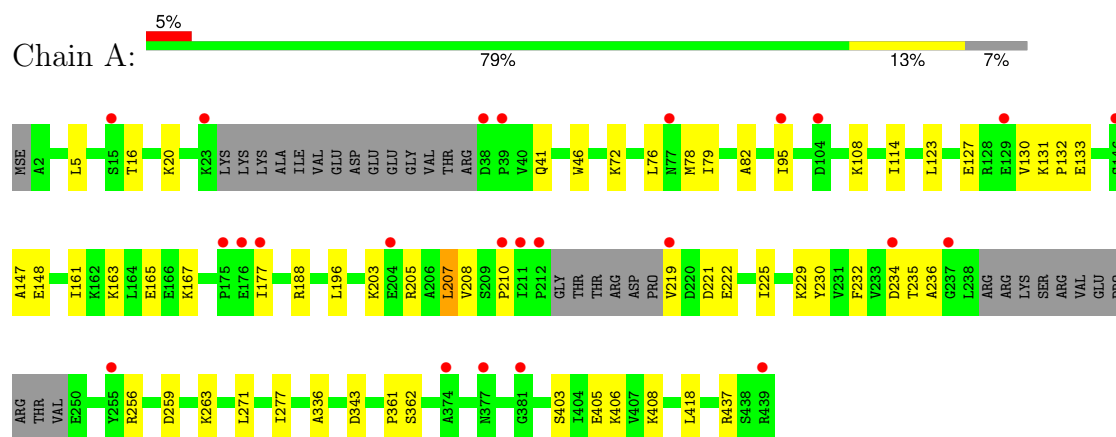 5%
Chain A:
79% 13% 7%
MSE A2 L5 S15 T16 K20 K23 LYS LYS LYS ALA ILE VAL GLU ASP GLU GLU GLY VAL THR ARG D38 P39 V40 Q41 W46 K72 L76 N77 M78 I79 A82 I95 D104 K108 I114 L123 E127 R128 E129 V130 K131 P132 E133
A147 E148 I161 K162 K163 L164 E165 E166 K167 P175 E176 I177 R188 L196 K203 E204 R205 A206 L207 V208 S209 P210 I211 P212 GLY THR THR ARG ASP PRO V219 D220 D221 E222 I225 K229 Y230 V231 F232 V233 D234 T235 A236 G237 L238 ARG ARG LYS SER ARG VAL GLU
ARG THR VAL E250 Y255 R256 D259 K263 L271 I277 A336 D343 P361 S362 A374 N377 G381 S403 I404 E405 K406 V407 K408 L418 R437 S438 R439